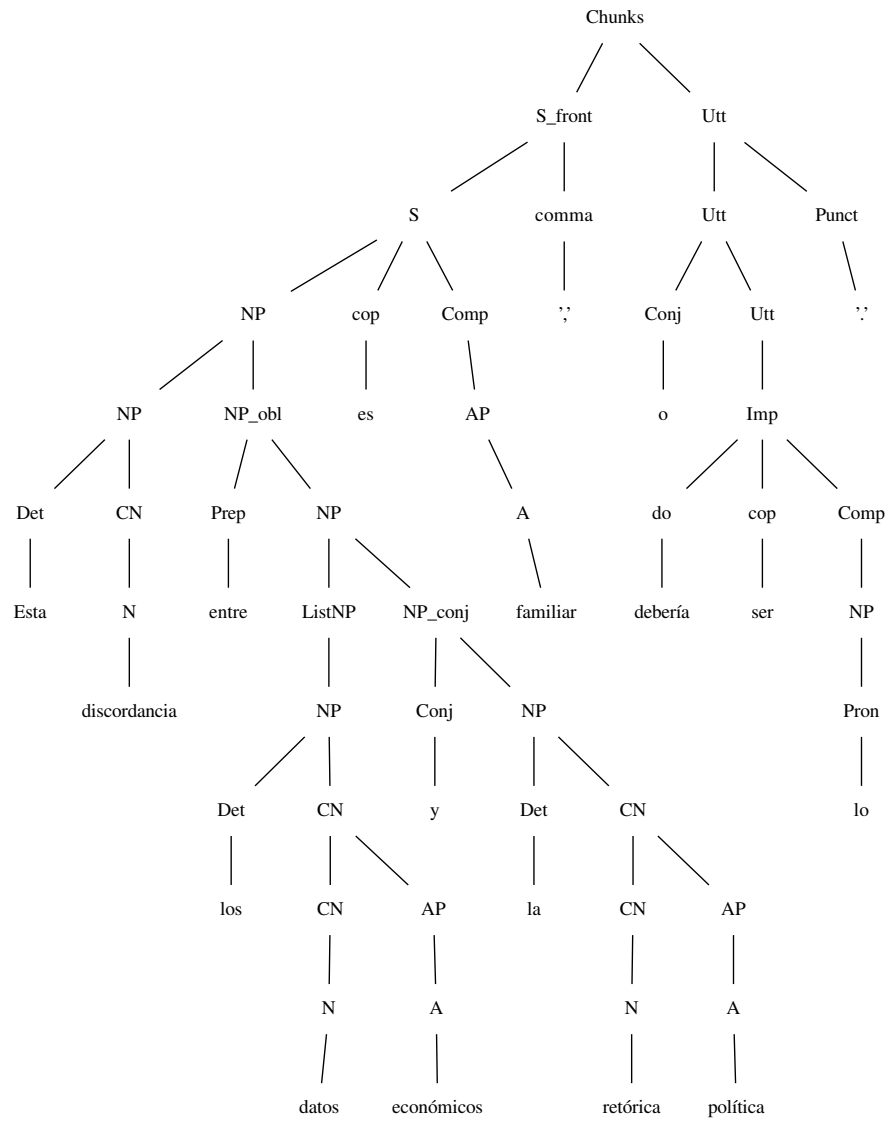 Chunks
S_front Utt
S comma Utt Punct
NP cop Comp ',' Conj Utt '.'
NP NP_obl es AP o Imp
Det CN Prep NP A do cop Comp
Esta N entre ListNP NP_conj familiar debería ser NP
discordancia NP Conj NP Pron
Det CN y Det CN lo
los CN AP la CN AP
N A N A
datos económicos retórica política